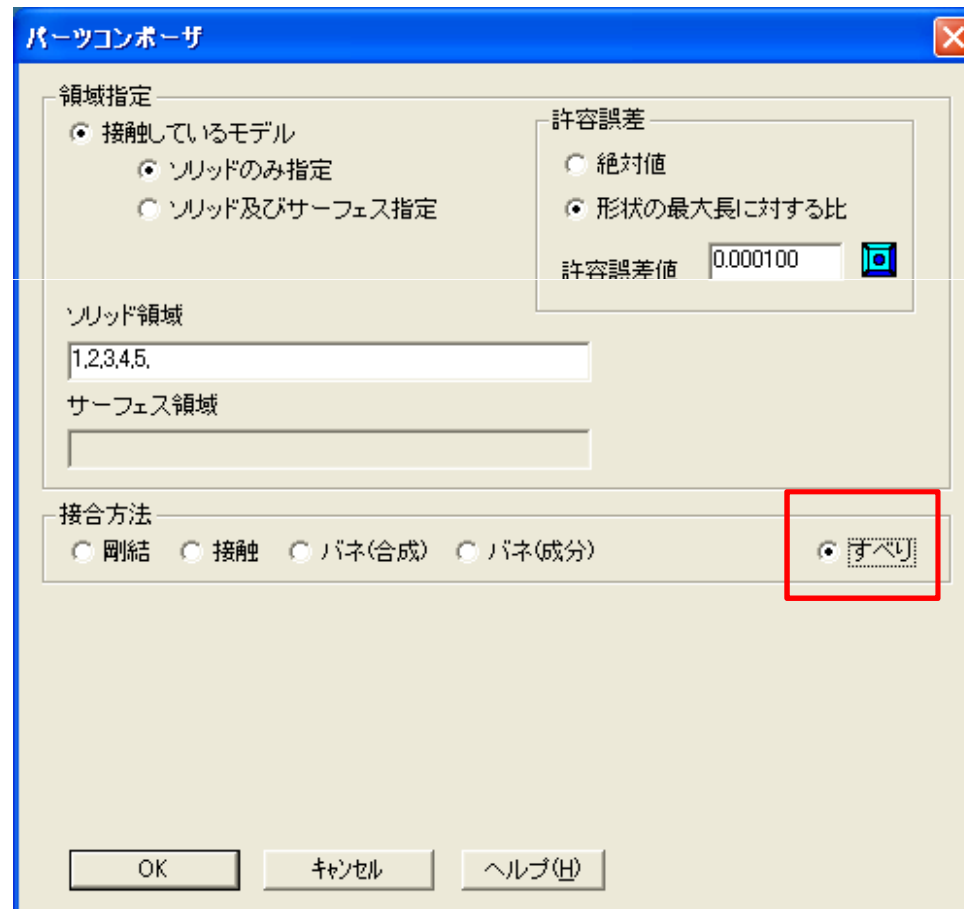 パーツコンポーザ
領域指定
接触しているモデル
ソリッドのみ指定
ソリッド及びサーフェス指定
許容誤差
絶対値
形状の最大長に対する比
許容誤差値 0.000100
ソリッド領域
1,2,3,4,5,
サーフェス領域
接合方法
剛結 接触 バネ(合成) バネ(成分) すべり
OK キャンセル ヘルプ(H)